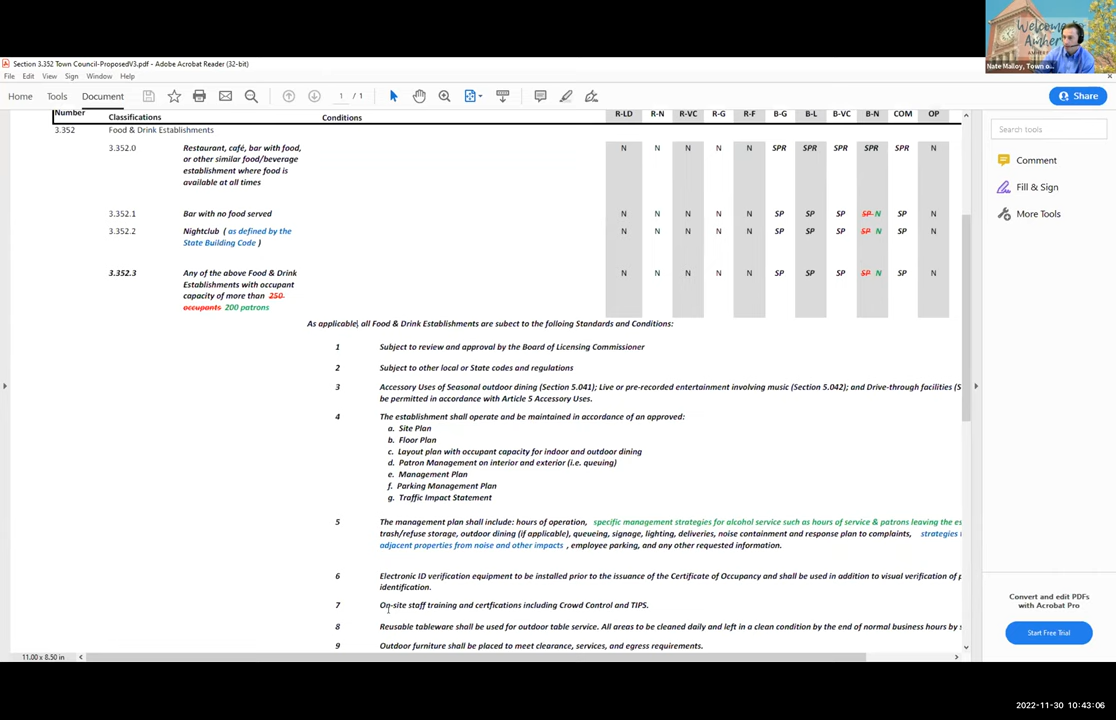 Welcome to
Amherst
Nate Maloy, Town o...
Section 3.352 Town Council-ProposedV3.pdf - Adobe Acrobat Reader (32-bit)
File Edit View Sign Window Help
Home Tools Document 1 / 1 Share
Number Classifications Conditions R-LD R-N R-VC R-G R-F B-G B-L B-VC B-N COM OP
3.352 Food & Drink Establishments
3.352.0 Restaurant, café, bar with food, N N N N N SPR SPR SPR SPR SPR N
or other similar food/beverage
establishment where food is
available at all times
3.352.1 Bar with no food served N N N N N SP SP SP SP N SP N
3.352.2 Nightclub ( as defined by the N N N N N SP SP SP SP N SP N
State Building Code )
3.352.3 Any of the above Food & Drink N N N N N SP SP SP SP N SP N
Establishments with occupant
capacity of more than 250
occupants 200 patrons
As applicable, all Food & Drink Establishments are subect to the folloing Standards and Conditions:
1 Subject to review and approval by the Board of Licensing Commissioner
2 Subject to other local or State codes and regulations
3 Accessory Uses of Seasonal outdoor dining (Section 5.041); Live or pre-recorded entertainment involving music (Section 5.042); and Drive-through facilities (S
be permitted in accordance with Article 5 Accessory Uses.
4 The establishment shall operate and be maintained in accordance of an approved:
a. Site Plan
b. Floor Plan
c. Layout plan with occupant capacity for indoor and outdoor dining
d. Patron Management on interior and exterior (i.e. queuing)
e. Management Plan
f. Parking Management Plan
g. Traffic Impact Statement
5 The management plan shall include: hours of operation, specific management strategies for alcohol service such as hours of service & patrons leaving the es
trash/refuse storage, outdoor dining (if applicable), queueing, signage, lighting, deliveries, noise containment and response plan to complaints, strategies
adjacent properties from noise and other impacts , employee parking, and any other requested information.
6 Electronic ID verification equipment to be installed prior to the issuance of the Certificate of Occupancy and shall be used in addition to visual verification of p
identification.
7 On-site staff training and certfications including Crowd Control and TIPS.
8 Reusable tableware shall be used for outdoor table service. All areas to be cleaned daily and left in a clean condition by the end of normal business hours by
9 Outdoor furniture shall be placed to meet clearance, services, and egress requirements.
11.00 x 8.50 in
Search tools
Comment
Fill & Sign
More Tools
Convert and edit PDFs
with Acrobat Pro
Start Free Trial
2022-11-30 10:43:06